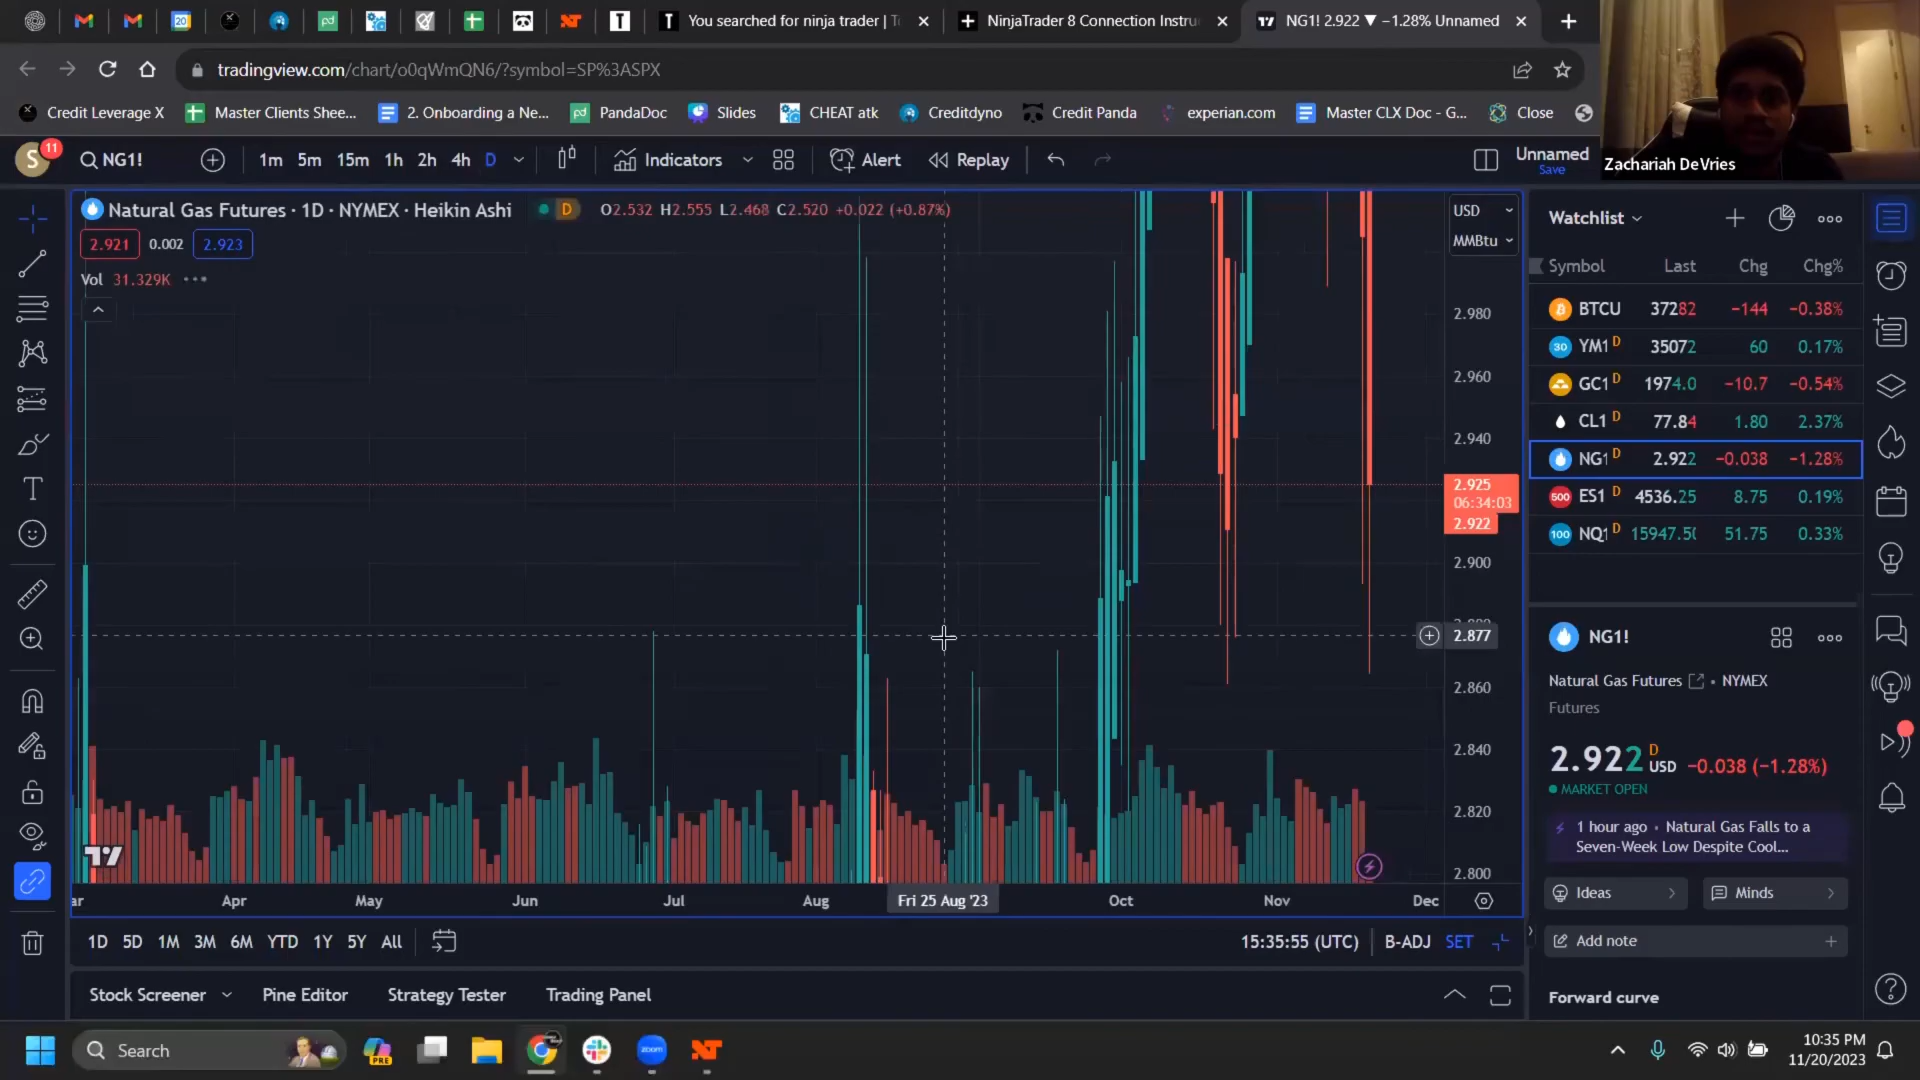 You searched for ninja trader | T
NinjaTrader 8 Connection Instru
NG1! 2.922 ▼ −1.28% Unnamed
tradingview.com/chart/o0qWmQN6/?symbol=SP%3ASPX
Credit Leverage X
Master Clients Shee...
2. Onboarding a Ne...
PandaDoc
Slides
CHEAT atk
Creditdyno
Credit Panda
experian.com
Master CLX Doc - G...
Close
Zachariah DeVries
S 11
NG1!
1m 5m 15m 1h 2h 4h D
Indicators
Alert
Replay
Unnamed
Save
Natural Gas Futures · 1D · NYMEX · Heikin Ashi
D
O2.532 H2.555 L2.468 C2.520 +0.022 (+0.87%)
2.921 0.002 2.923
Vol 31.329K
USD
MMBtu
2.980
2.960
2.940
2.925
06:34:03
2.922
2.900
2.877
2.860
2.840
2.820
2.800
ar Apr May Jun Jul Aug Fri 25 Aug '23 Oct Nov Dec
1D 5D 1M 3M 6M YTD 1Y 5Y All
15:35:55 (UTC) B-ADJ SET
Stock Screener Pine Editor Strategy Tester Trading Panel
Watchlist
Symbol Last Chg Chg%
BTCU 37282 −144 −0.38%
30 YM1 D 35072 60 0.17%
GC1 D 1974.0 −10.7 −0.54%
CL1 D 77.84 1.80 2.37%
NG1 D 2.922 −0.038 −1.28%
500 ES1 D 4536.25 8.75 0.19%
100 NQ1 D 15947.50 51.75 0.33%
NG1!
Natural Gas Futures • NYMEX
Futures
2.922 D USD −0.038 (−1.28%)
MARKET OPEN
1 hour ago • Natural Gas Falls to a
Seven-Week Low Despite Cool...
Ideas
Minds
Add note
Forward curve
Search
PRE
zoom
10:35 PM
11/20/2023